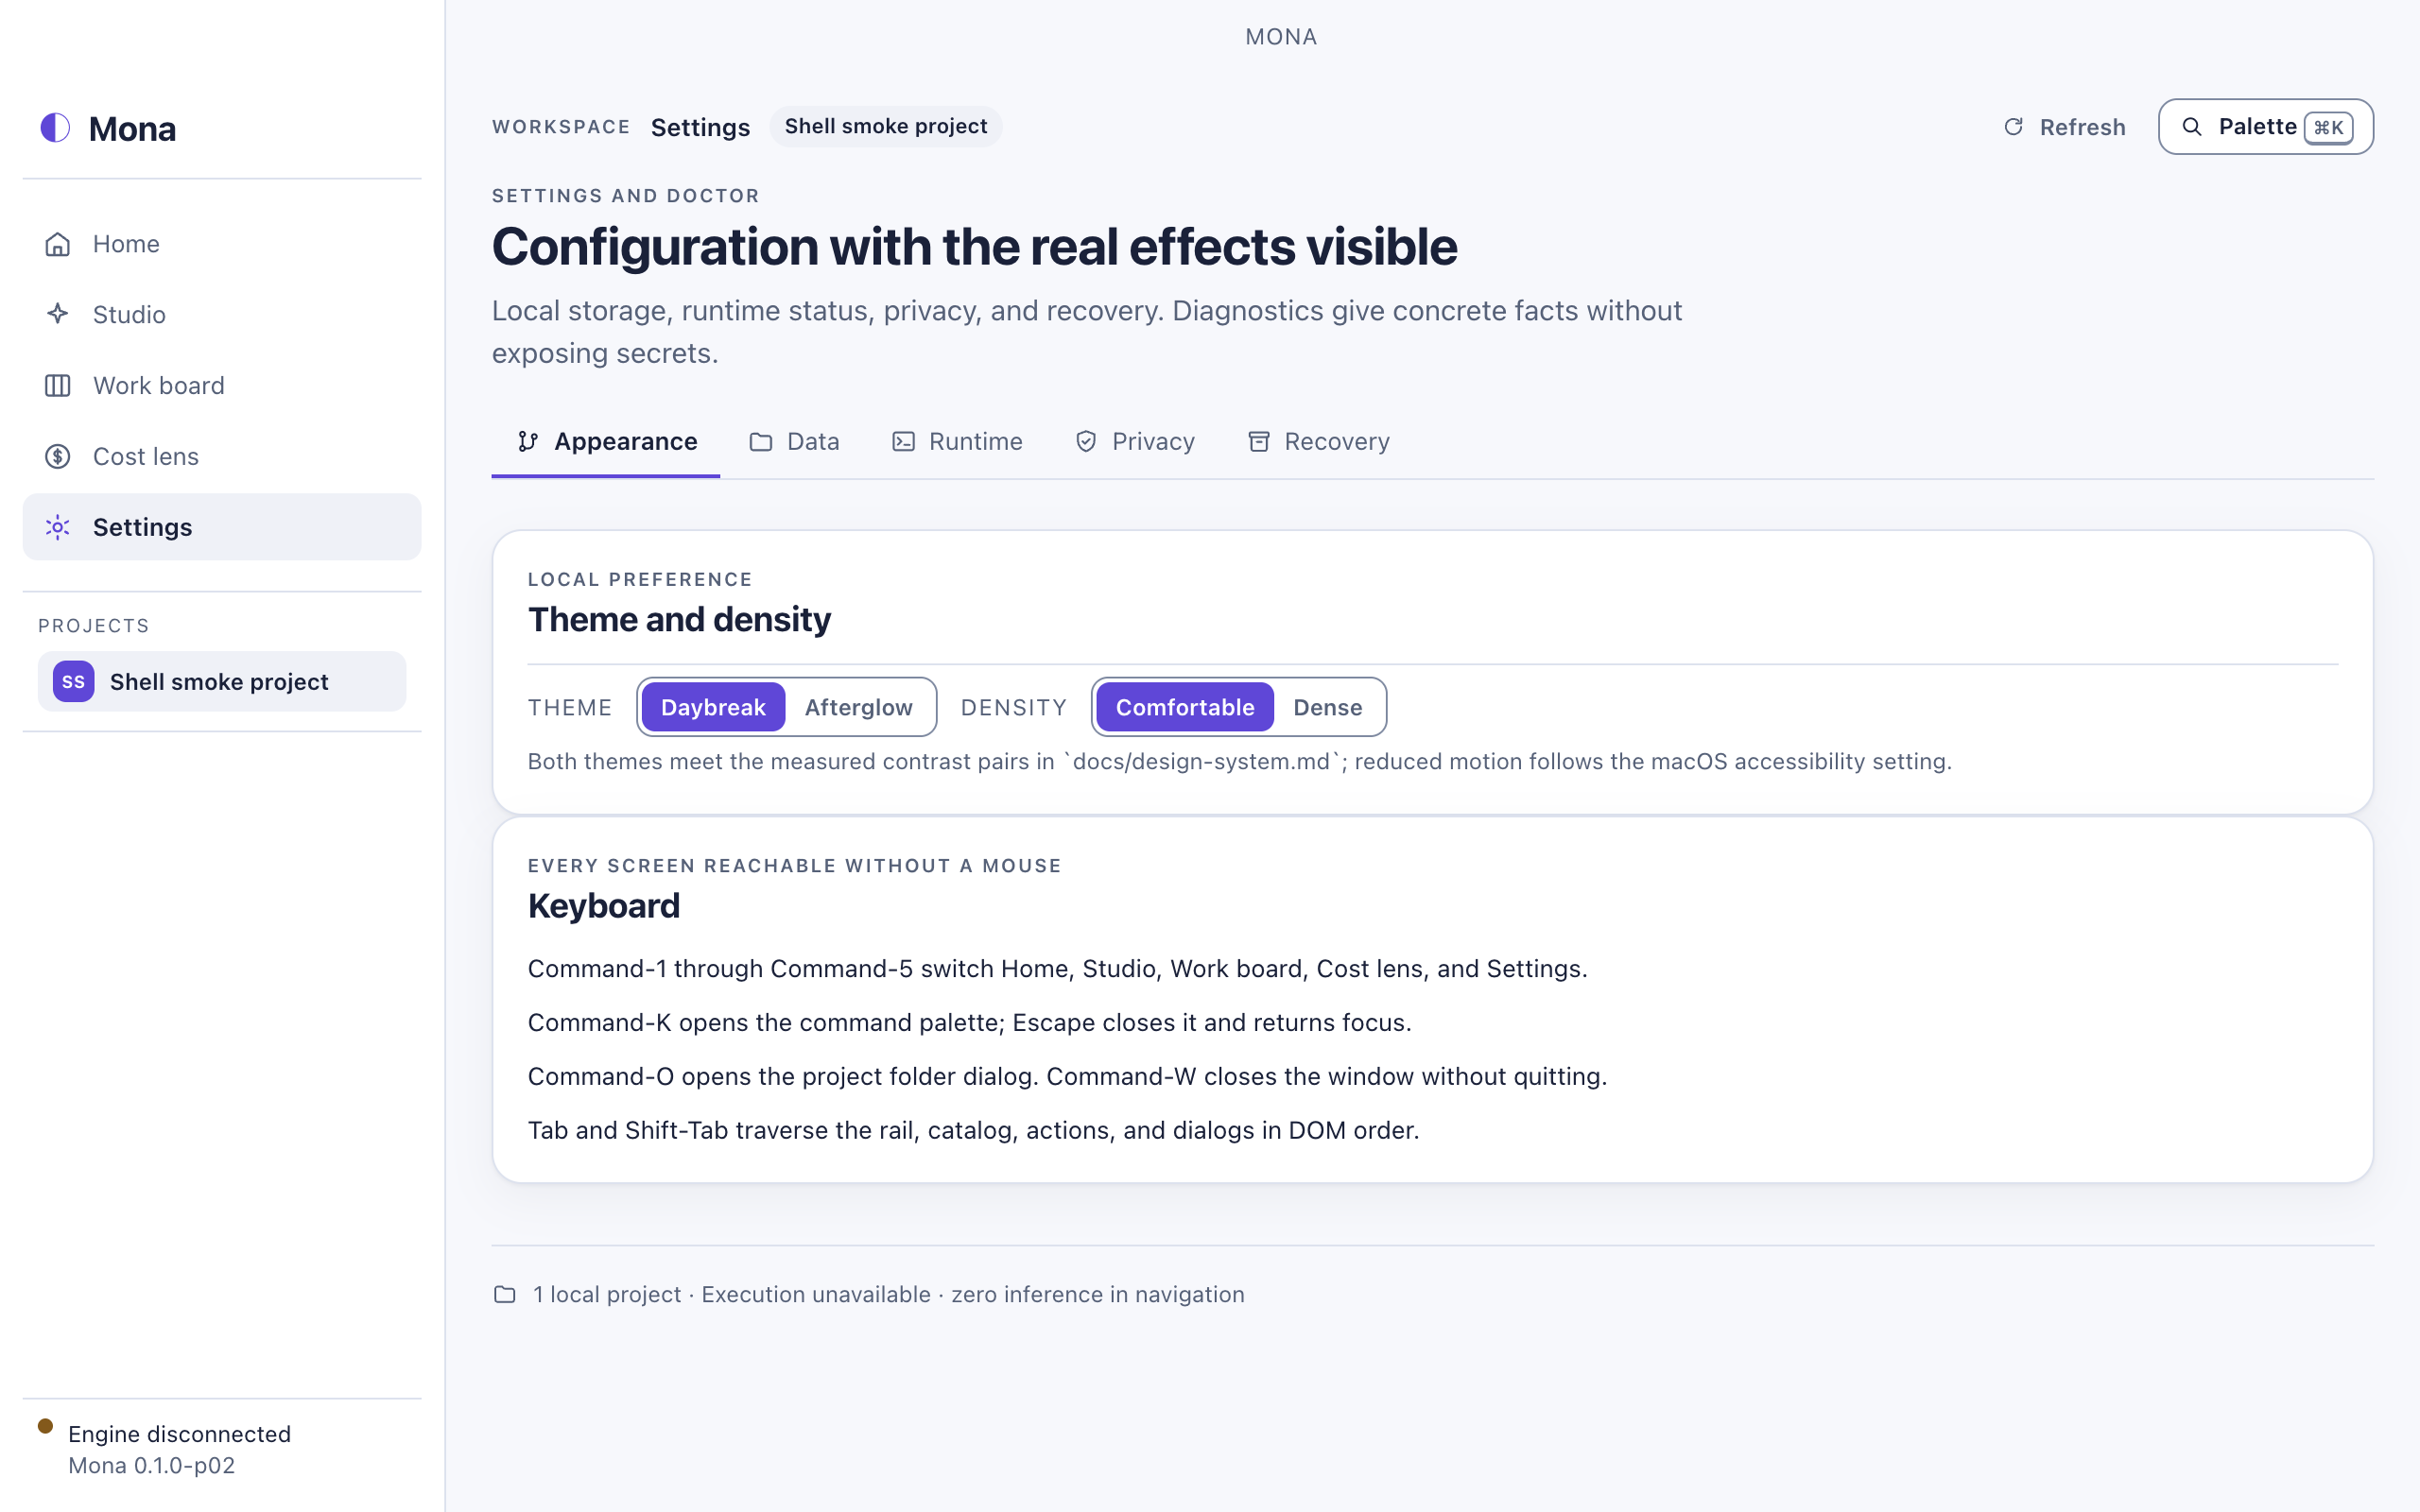 MONA
Mona
Home
Studio
Work board
Cost lens
Settings
PROJECTS
SS Shell smoke project
Engine disconnected
Mona 0.1.0-p02
WORKSPACE Settings Shell smoke project
Refresh
Palette ⌘K
SETTINGS AND DOCTOR
Configuration with the real effects visible
Local storage, runtime status, privacy, and recovery. Diagnostics give concrete facts without
exposing secrets.
Appearance Data Runtime Privacy Recovery
LOCAL PREFERENCE
Theme and density
THEME Daybreak Afterglow DENSITY Comfortable Dense
Both themes meet the measured contrast pairs in `docs/design-system.md`; reduced motion follows the macOS accessibility setting.
EVERY SCREEN REACHABLE WITHOUT A MOUSE
Keyboard
Command-1 through Command-5 switch Home, Studio, Work board, Cost lens, and Settings.
Command-K opens the command palette; Escape closes it and returns focus.
Command-O opens the project folder dialog. Command-W closes the window without quitting.
Tab and Shift-Tab traverse the rail, catalog, actions, and dialogs in DOM order.
1 local project · Execution unavailable · zero inference in navigation